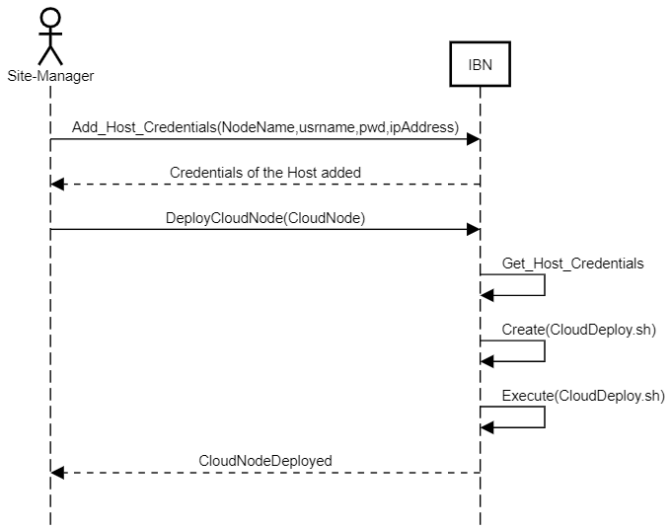 Site-Manager
IBN
Add_Host_Credentials(NodeName,usrname,pwd,ipAddress)
Credentials of the Host added
DeployCloudNode(CloudNode)
Get_Host_Credentials
Create(CloudDeploy.sh)
Execute(CloudDeploy.sh)
CloudNodeDeployed